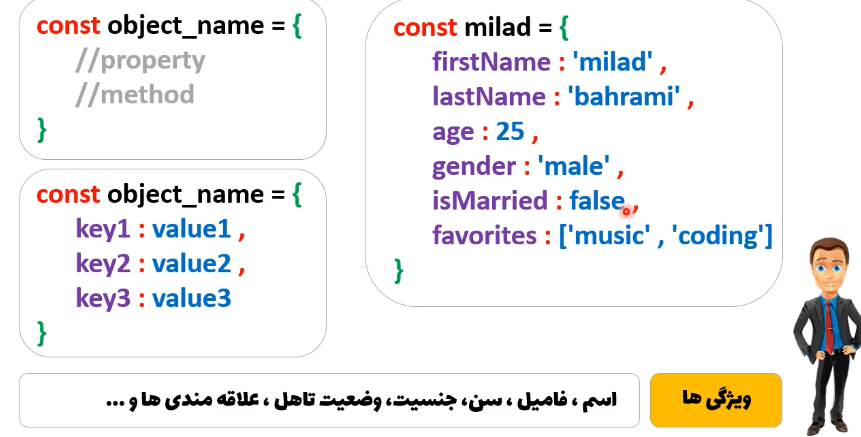 const object_name = {
//property
//method
}
const object_name = {
key1 : value1 ,
key2 : value2 ,
key3 : value3
}
const milad = {
firstName : 'milad' ,
lastName : 'bahrami' ,
age : 25 ,
gender : 'male' ,
isMarried : false ,
favorites : ['music' , 'coding']
}
ویژگی ها
اسم ، فامیل ، سن، جنسیت، وضعیت تاهل ، علاقه مندی ها و ...